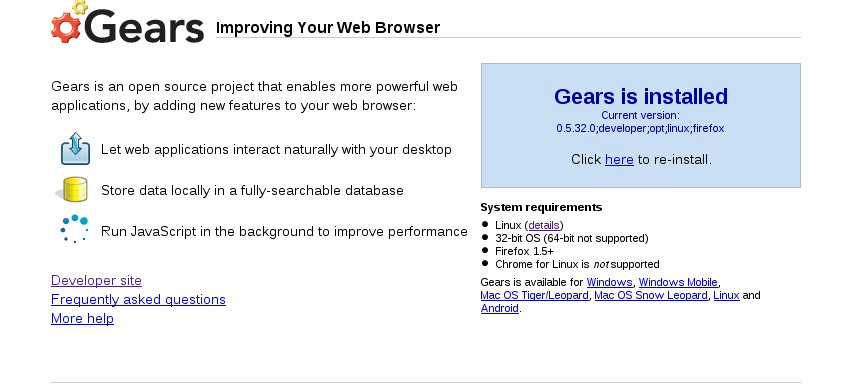 Gears Improving Your Web Browser
Gears is an open source project that enables more powerful web
applications, by adding new features to your web browser:
Let web applications interact naturally with your desktop
Store data locally in a fully-searchable database
Run JavaScript in the background to improve performance
Developer site
Frequently asked questions
More help
Gears is installed
Current version:
0.5.32.0;developer;opt;linux;firefox
Click here to re-install.
System requirements
Linux (details)
32-bit OS (64-bit not supported)
Firefox 1.5+
Chrome for Linux is not supported
Gears is available for Windows, Windows Mobile,
Mac OS Tiger/Leopard, Mac OS Snow Leopard, Linux and
Android.